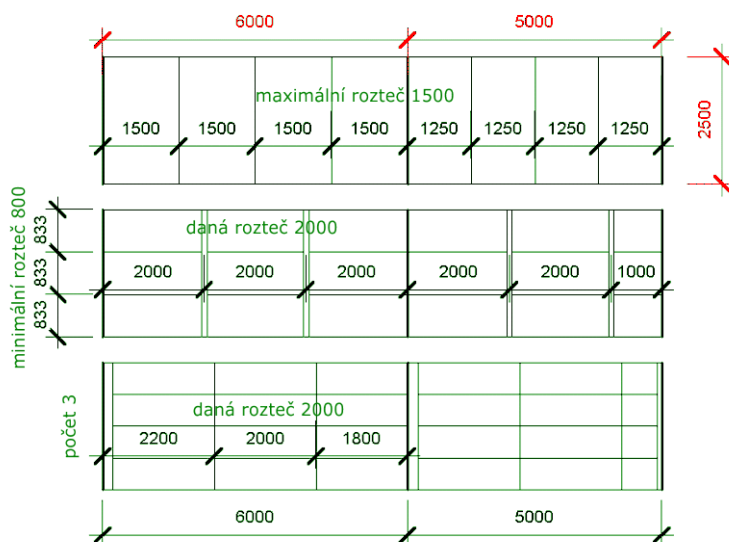 6000 5000
maximální rozteč 1500
1500 1500 1500 1500 1250 1250 1250 1250
2500
minimální rozteč 800
833
833
833
daná rozteč 2000
2000 2000 2000 2000 2000 1000
počet 3
daná rozteč 2000
2200 2000 1800
6000 5000